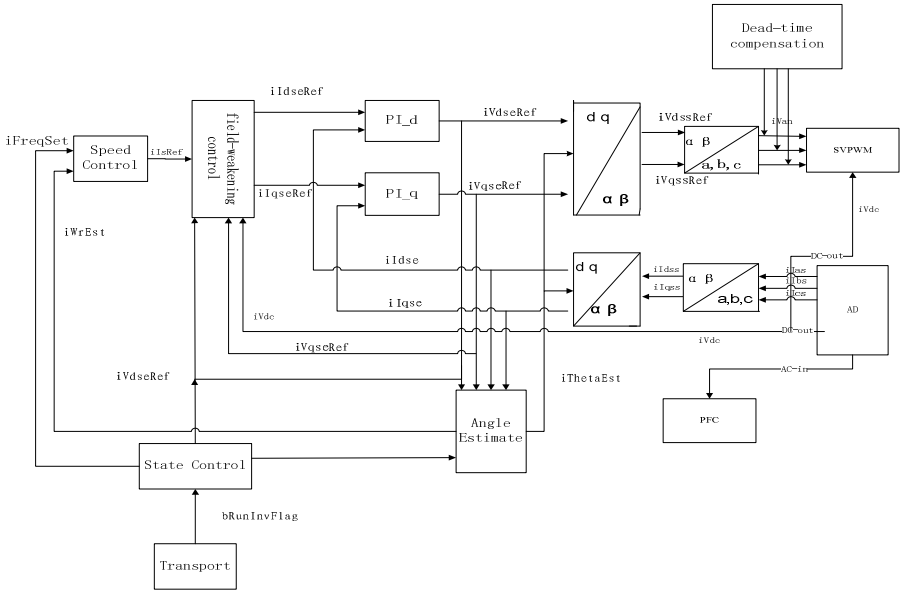 Dead-time
compensation
iIdseRef
iVdseRef
d q
iVdssRef
iVan
PI_d
field-weakening
control
iFreqSet
Speed
Control
iIsRef
α β
a,b,c
SVPWM
iVqssRef
PI_q
iVqseRef
iIqseRef
α β
iVdc
iWrEst
iIdse
d q
iIdss
α β
iIas
DC-out
iIbs
iIqss
a,b,c
iIcs
iIqse
α β
AD
iVdc
DC-out
iVdc
iVqseRef
iVdseRef
iThetaEst
AC-in
Angle
Estimate
PFC
State Control
bRunInvFlag
Transport